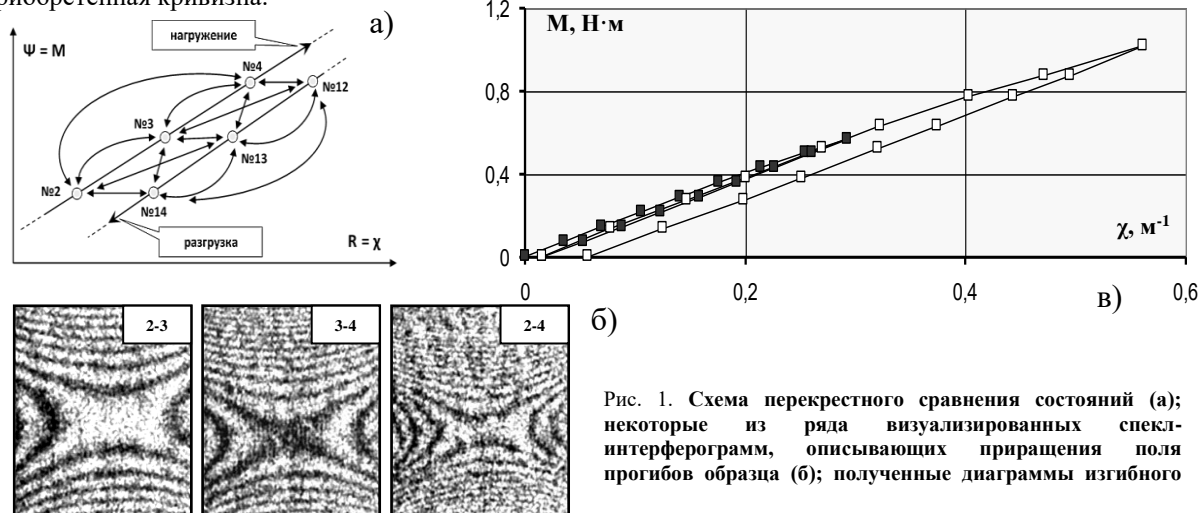 риобретенная кривизна.
а)
Ψ = M
нагружение
№4
№12
№3
№13
№2
№14
разгрузка
R = χ
1,2
M, Н·м
0,8
0,4
χ, м-1
0
0
0,2
0,4
0,6
в)
2-3
3-4
2-4
б)
Рис. 1. Схема перекрестного сравнения состояний (а);
некоторые из ряда визуализированных спекл-
интерферограмм, описывающих приращения поля
прогибов образца (б); полученные диаграммы изгибного